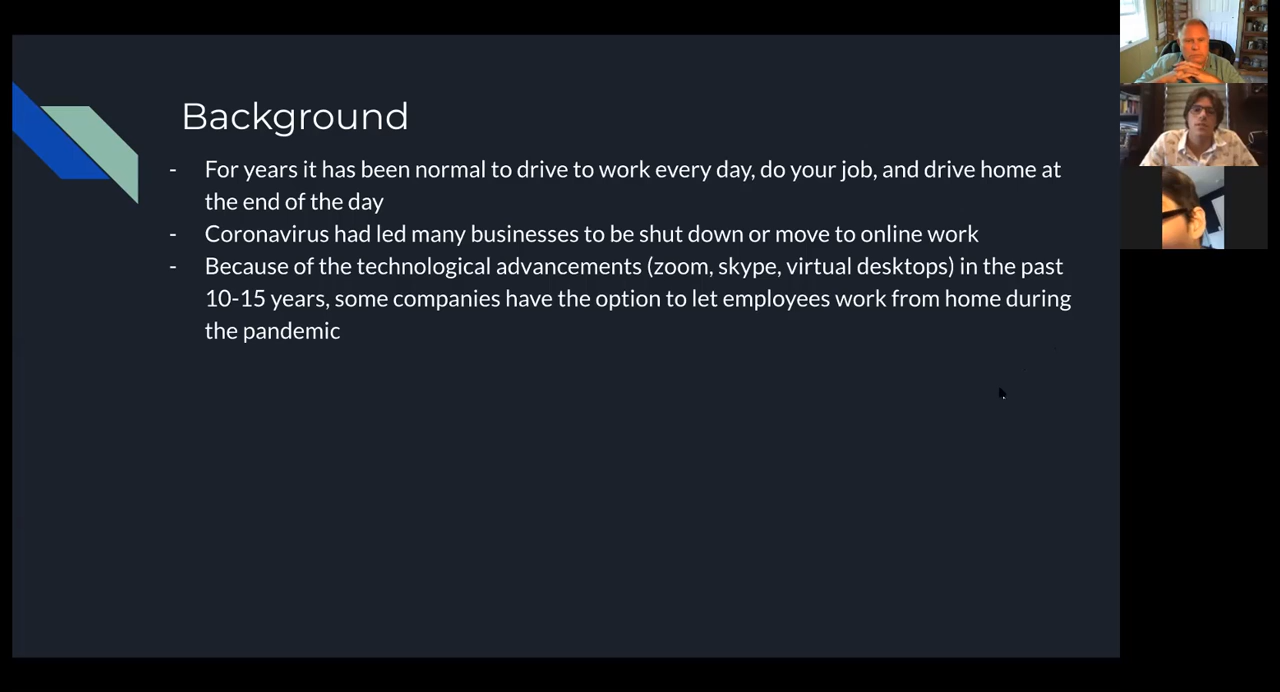 Background
- For years it has been normal to drive to work every day, do your job, and drive home at
the end of the day
- Coronavirus had led many businesses to be shut down or move to online work
- Because of the technological advancements (zoom, skype, virtual desktops) in the past
10-15 years, some companies have the option to let employees work from home during
the pandemic